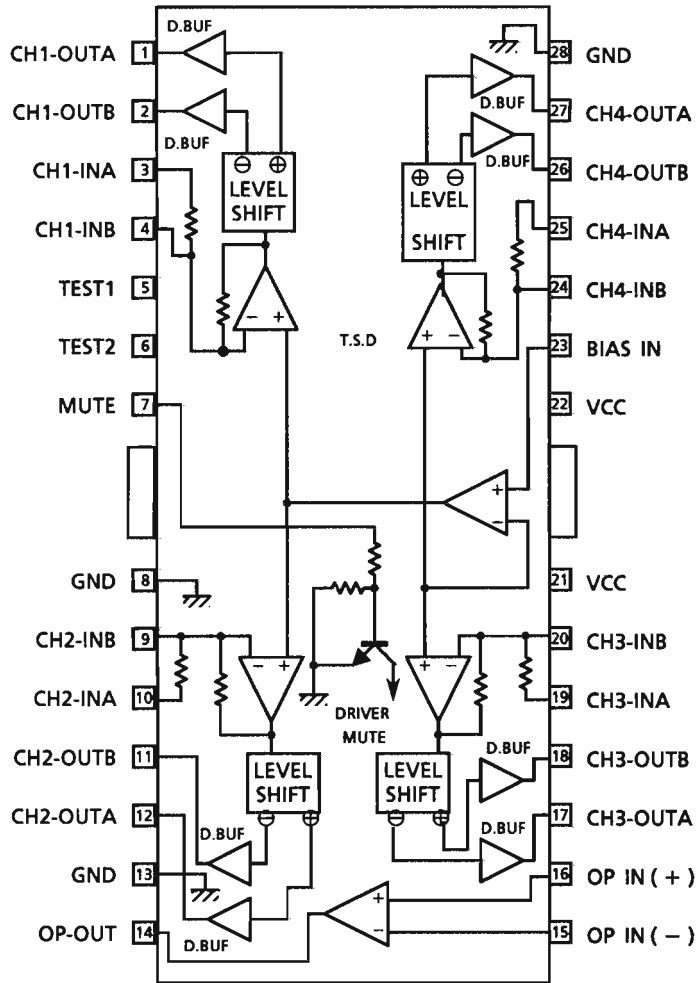 D.BUF
CH1-OUTA 1
CH1-OUTB 2
D.BUF
CH1-INA 3
⊖ ⊕
LEVEL
SHIFT
CH1-INB 4
TEST1 5
− +
TEST2 6
MUTE 7
GND 8
CH2-INB 9
− +
CH2-INA 10
CH2-OUTB 11
LEVEL
SHIFT
⊖ ⊕
CH2-OUTA 12
D.BUF
GND 13
OP-OUT 14
D.BUF
T.S.D
DRIVER
MUTE
28 GND
D.BUF
27 CH4-OUTA
D.BUF
26 CH4-OUTB
⊕ ⊖
LEVEL
SHIFT
25 CH4-INA
24 CH4-INB
+ −
23 BIAS IN
22 VCC
+
−
21 VCC
20 CH3-INB
+ −
19 CH3-INA
D.BUF
18 CH3-OUTB
LEVEL
SHIFT
⊖ ⊕
17 CH3-OUTA
D.BUF
16 OP IN ( + )
+
−
15 OP IN ( − )